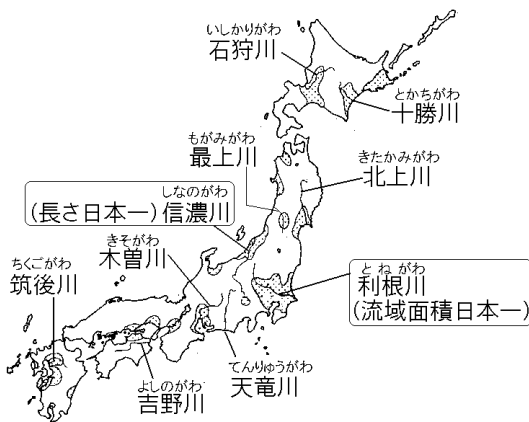 いしかりがわ
石狩川
とかちがわ
十勝川
もがみがわ
最上川
きたかみがわ
北上川
しなのがわ
(長さ日本一)信濃川
きそがわ
木曽川
ちくごがわ
筑後川
とねがわ
利根川
(流域面積日本一)
てんりゅうがわ
天竜川
よしのがわ
吉野川